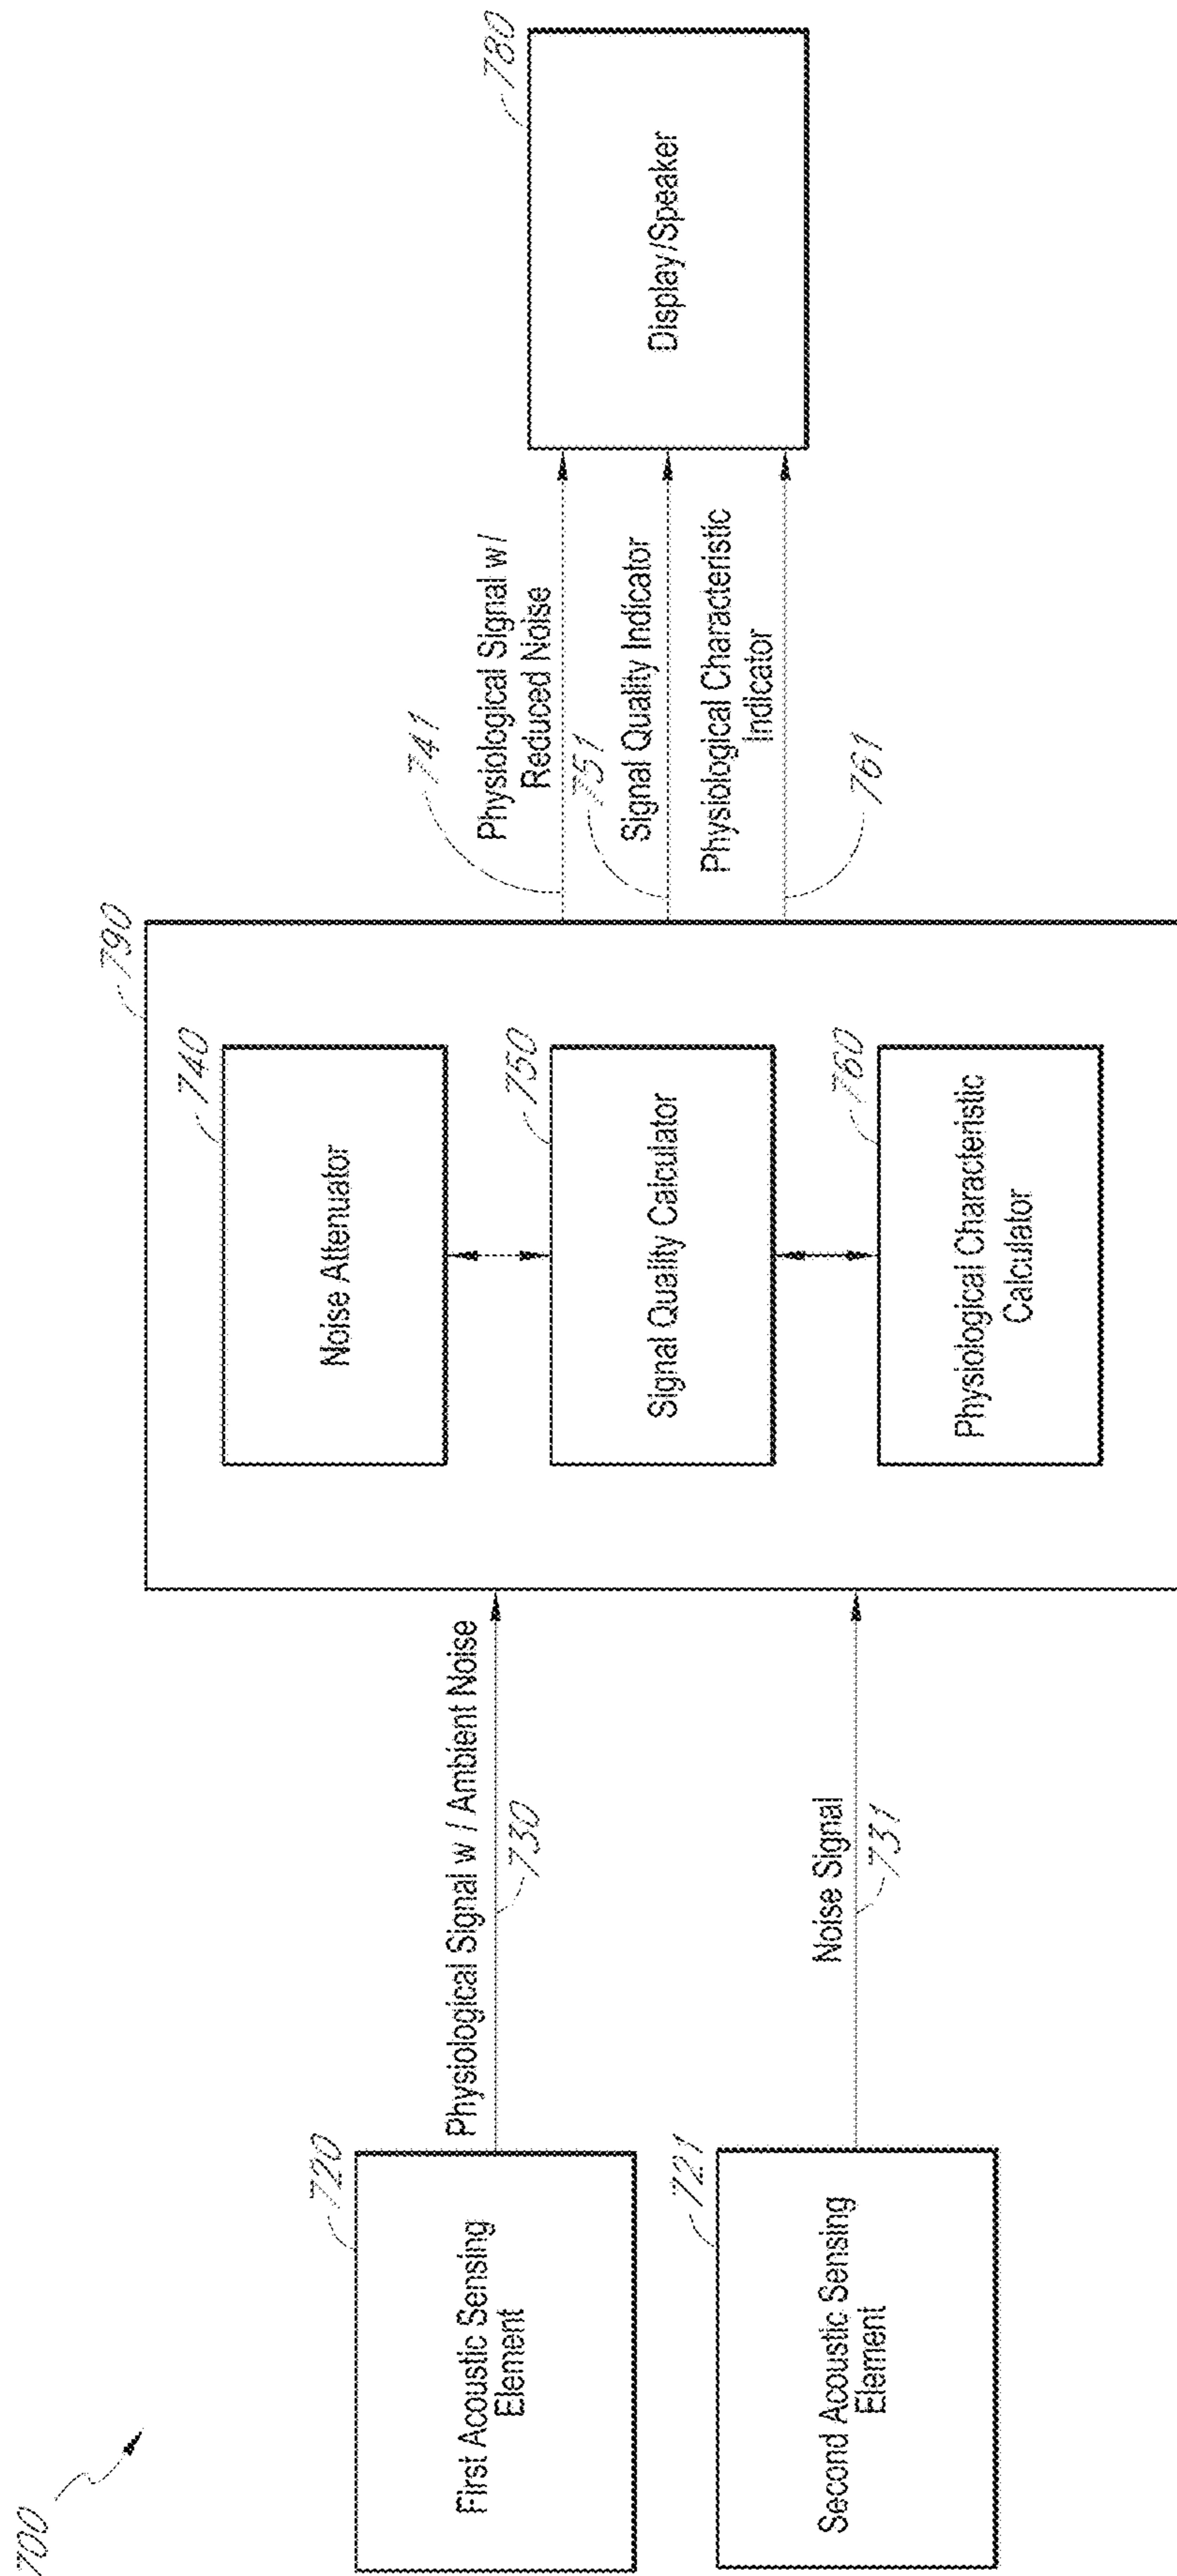 700
720
First Acoustic Sensing
Element
721
Second Acoustic Sensing
Element
Physiological Signal w / Ambient Noise
730
Noise Signal
731
790
740
Noise Attenuator
750
Signal Quality Calculator
760
Physiological Characteristic
Calculator
741
Physiological Signal w /
Reduced Noise
751
Signal Quality Indicator
Physiological Characteristic
Indicator
761
780
Display/Speaker